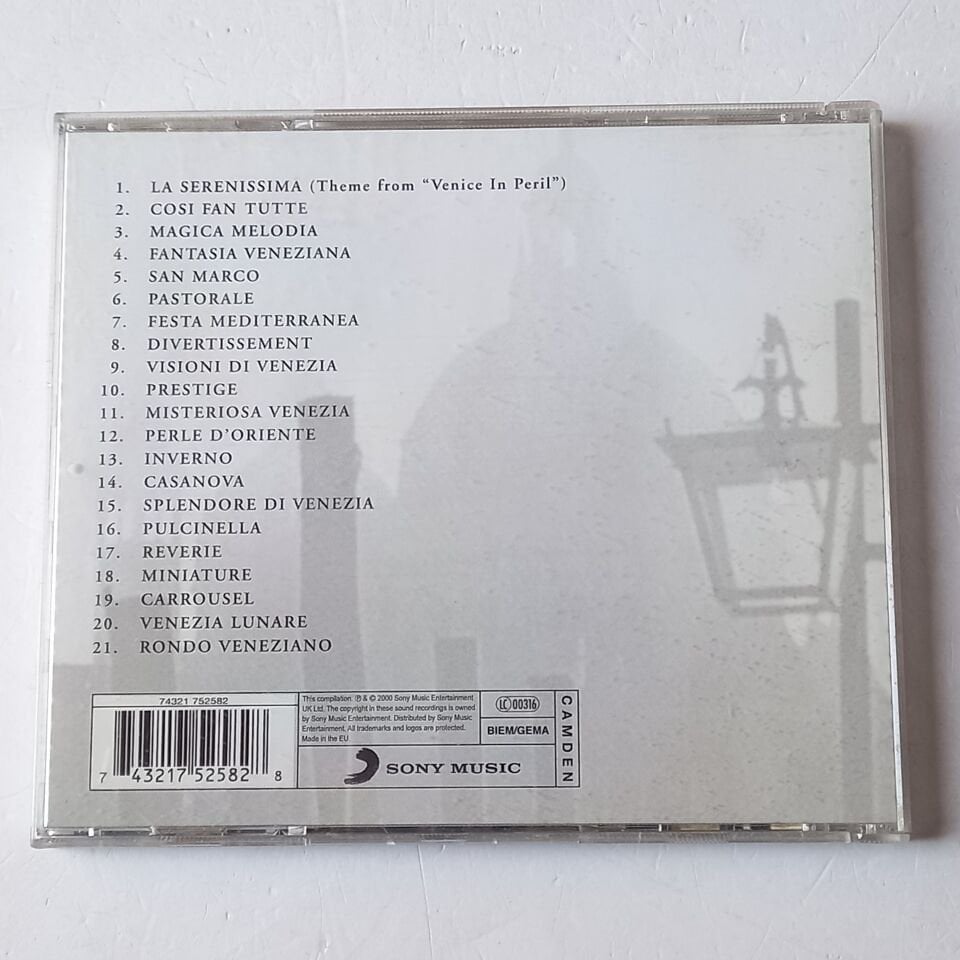 1. LA SERENISSIMA (Theme from “Venice In Peril”)
2. COSI FAN TUTTE
3. MAGICA MELODIA
4. FANTASIA VENEZIANA
5. SAN MARCO
6. PASTORALE
7. FESTA MEDITERRANEA
8. DIVERTISSEMENT
9. VISIONI DI VENEZIA
10. PRESTIGE
11. MISTERIOSA VENEZIA
12. PERLE D’ORIENTE
13. INVERNO
14. CASANOVA
15. SPLENDORE DI VENEZIA
16. PULCINELLA
17. REVERIE
18. MINIATURE
19. CARROUSEL
20. VENEZIA LUNARE
21. RONDO VENEZIANO
74321 752582
7 43217 52582 8
This compilation ℗ & © 2000 Sony Music Entertainment
UK Ltd. The copyright in these sound recordings is owned
by Sony Music Entertainment. Distributed by Sony Music
Entertainment. All trademarks and logos are protected.
Made in the EU
SONY MUSIC
LC 00316
BIEM/GEMA
CAMDEN